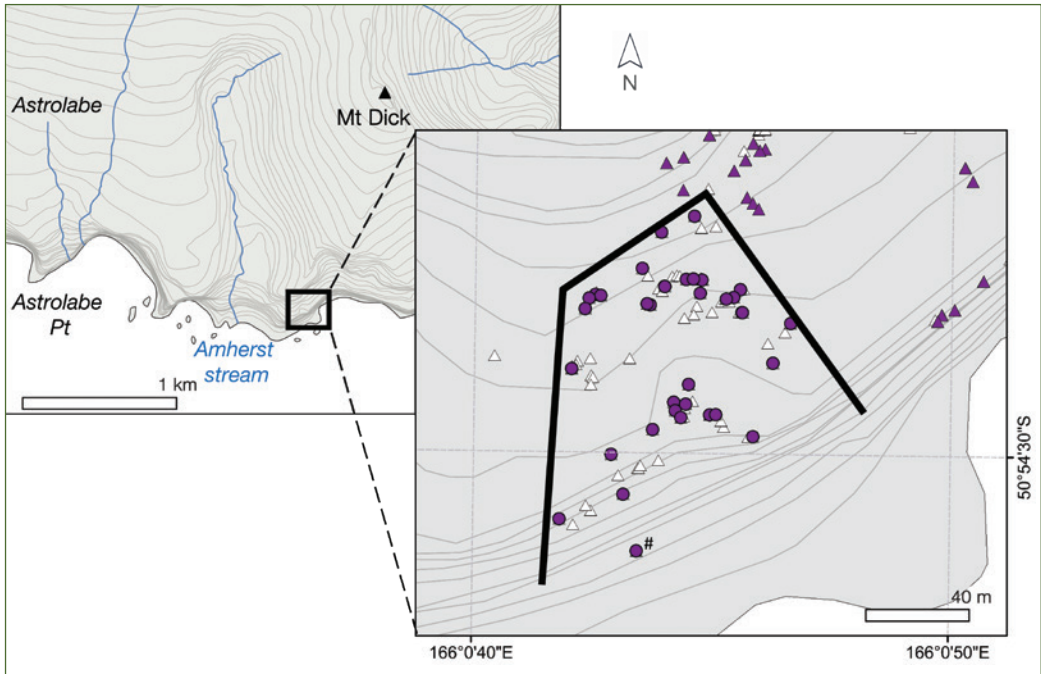 Astrolabe
Mt Dick
N
Astrolabe
Pt
Amherst
stream
1 km
#
40 m
50°54'30"S
166°0'40"E
166°0'50"E